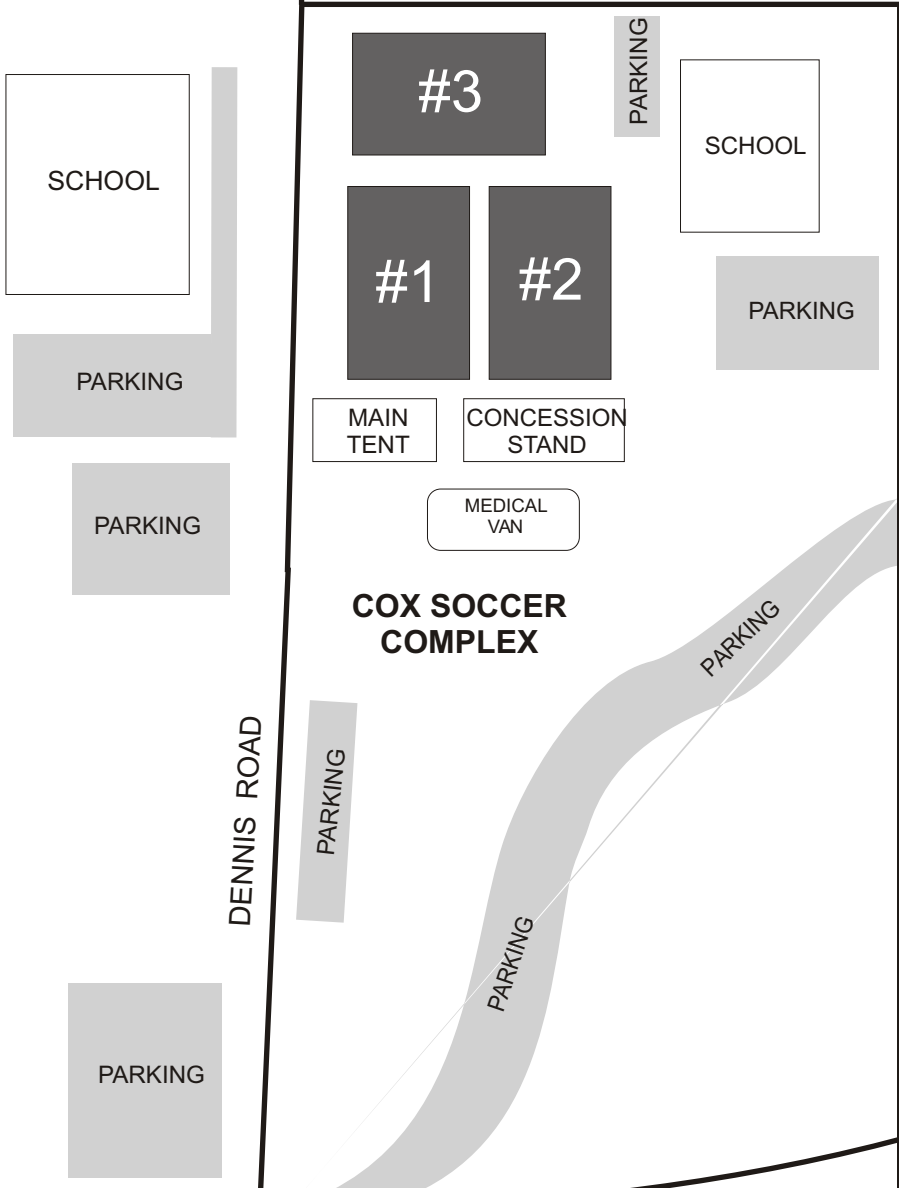 #3
PARKING
SCHOOL
SCHOOL
#1
#2
PARKING
PARKING
MAIN
TENT
CONCESSION
STAND
PARKING
MEDICAL
VAN
COX SOCCER
COMPLEX
PARKING
DENNIS ROAD
PARKING
PARKING
PARKING